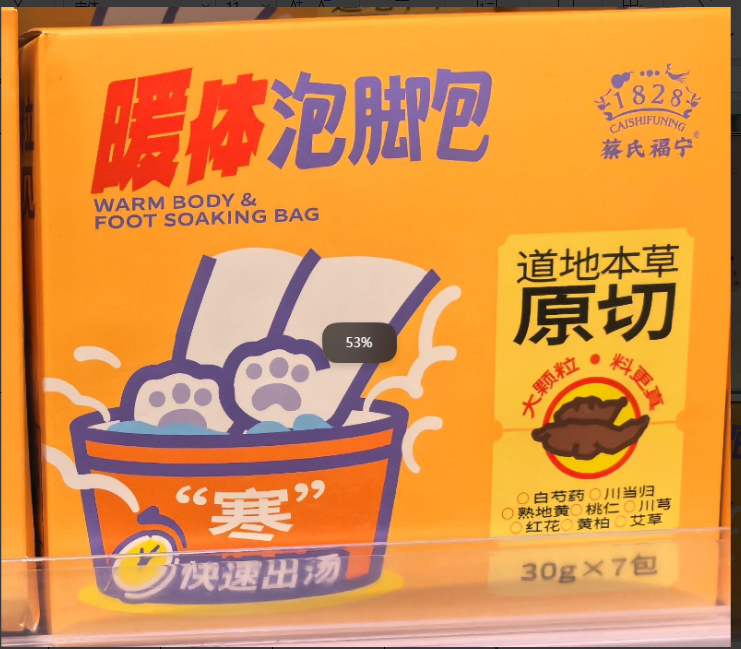 暖体泡脚包
WARM BODY &
FOOT SOAKING BAG
1828
CAISHIFUNING
蔡氏福宁®
道地本草
原切
大颗粒·料更真
白芍药 川当归
熟地黄 桃仁 川芎
红花 黄柏 艾草
30g×7包
53%
“寒”
快速出汤